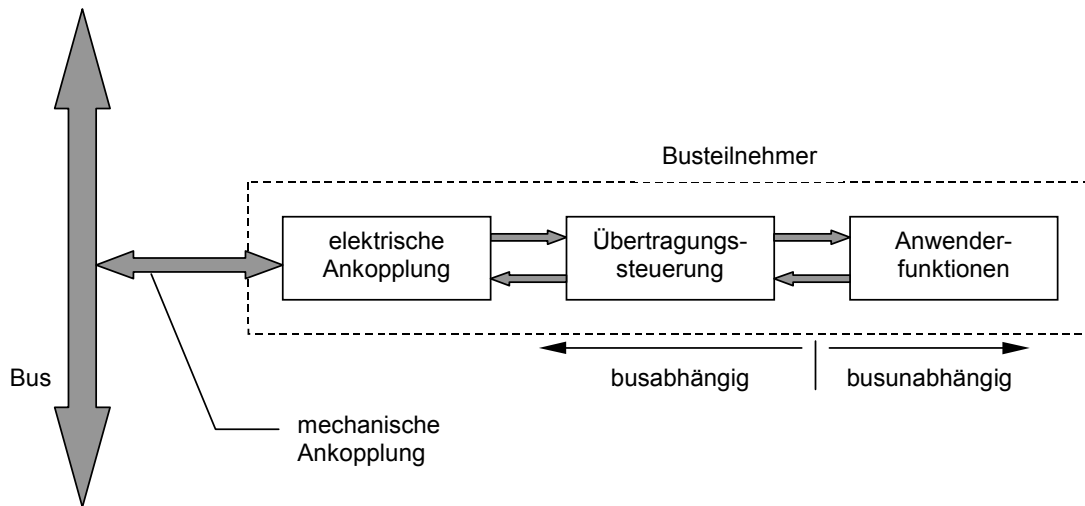 Busteilnehmer
elektrische
Ankopplung
Übertragungs-
steuerung
Anwender-
funktionen
Bus
busabhängig
busunabhängig
mechanische
Ankopplung